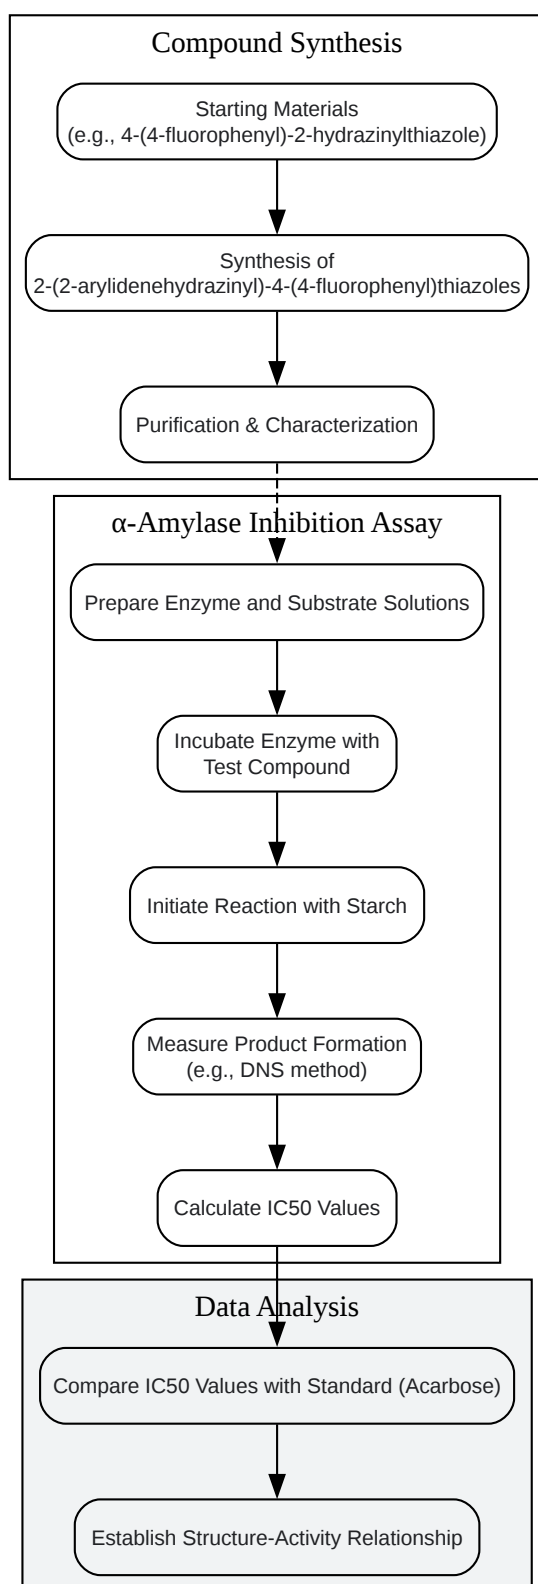 Compound Synthesis
Starting Materials
(e.g., 4-(4-fluorophenyl)-2-hydrazinylthiazole)
Synthesis of
2-(2-arylidenehydrazinyl)-4-(4-fluorophenyl)thiazoles
Purification & Characterization
α-Amylase Inhibition Assay
Prepare Enzyme and Substrate Solutions
Incubate Enzyme with
Test Compound
Initiate Reaction with Starch
Measure Product Formation
(e.g., DNS method)
Calculate IC50 Values
Data Analysis
Compare IC50 Values with Standard (Acarbose)
Establish Structure-Activity Relationship